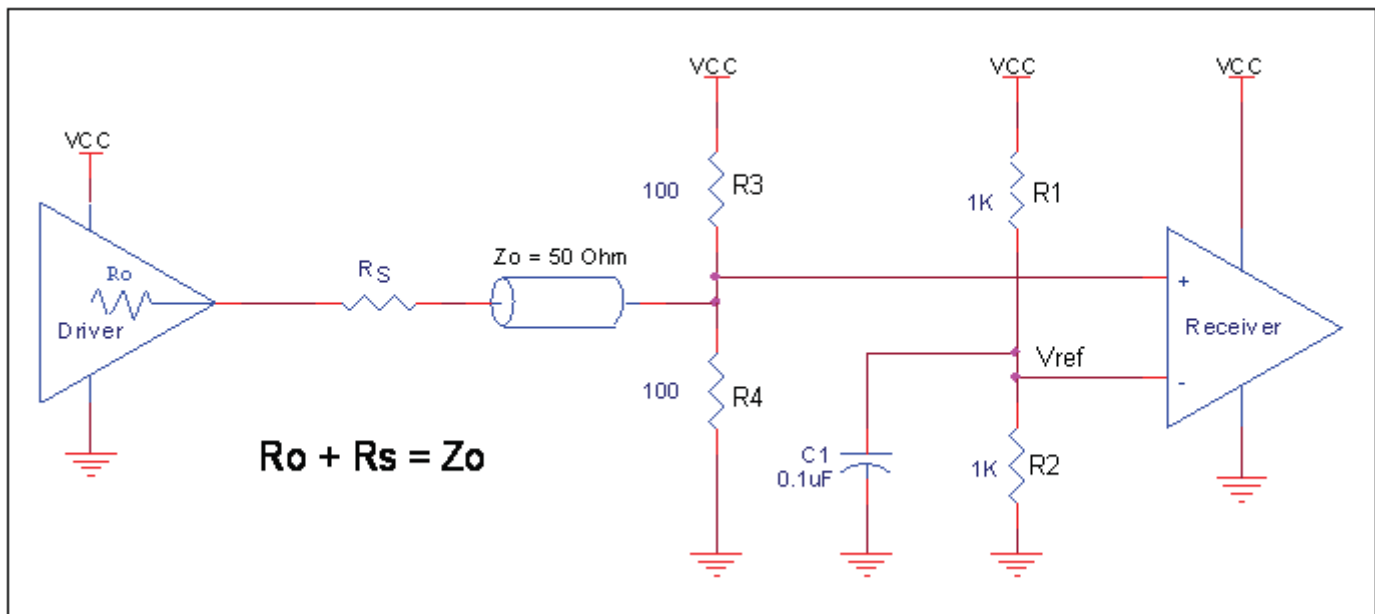 VCC
VCC
VCC
VCC
100
R3
1K
R1
Ro
Driver
RS
Zo = 50 Ohm
+
Receiver
Vref
-
100
R4
Ro + Rs = Zo
C1
0.1uF
1K
R2